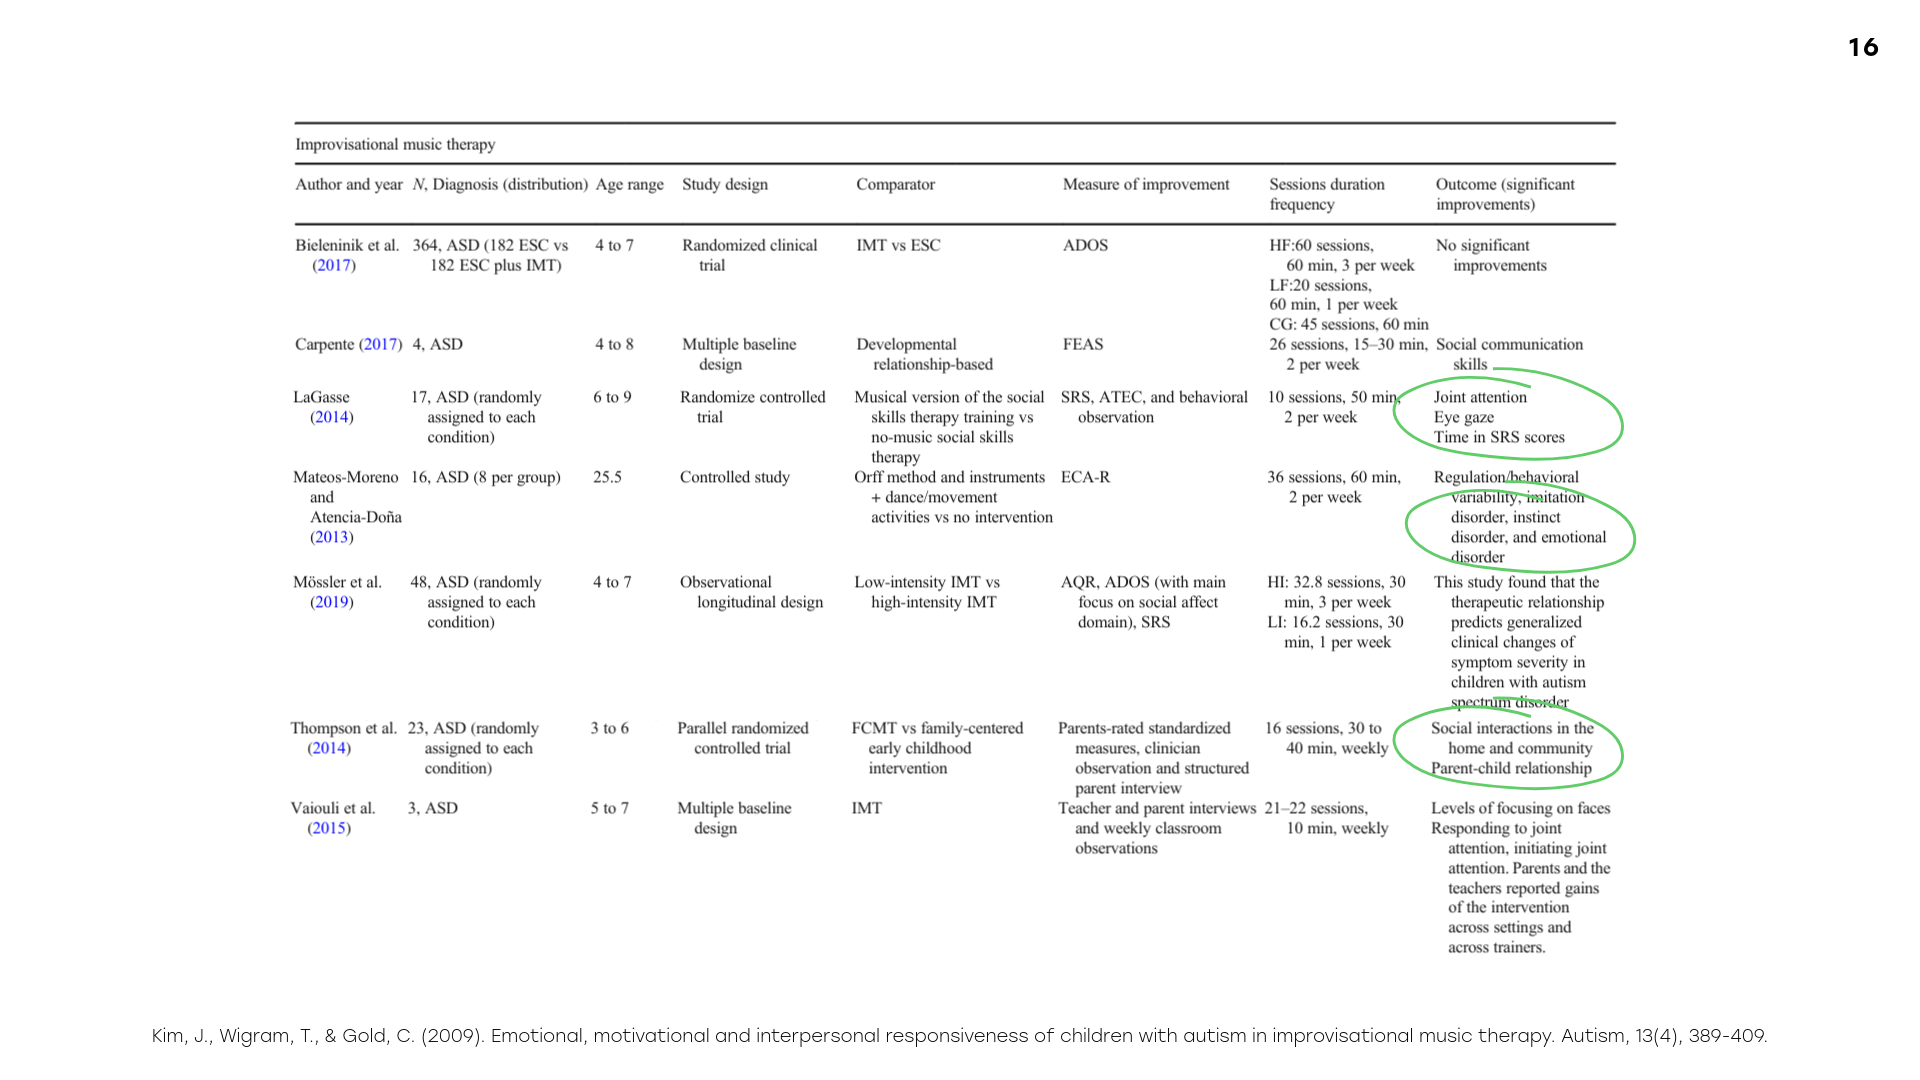 16
Improvisational music therapy
Author and year N, Diagnosis (distribution) Age range Study design Comparator Measure of improvement Sessions duration frequency Outcome (significant improvements)
Bieleninik et al. (2017)
364, ASD (182 ESC vs 182 ESC plus IMT)
4 to 7
Randomized clinical trial
IMT vs ESC
ADOS
HF:60 sessions,
60 min, 3 per week
LF:20 sessions,
60 min, 1 per week
CG: 45 sessions, 60 min
No significant
improvements
Carpente (2017)
4, ASD
4 to 8
Multiple baseline
design
Developmental
relationship-based
FEAS
26 sessions, 15–30 min,
2 per week
Social communication
skills
LaGasse
(2014)
17, ASD (randomly
assigned to each
condition)
6 to 9
Randomize controlled
trial
Musical version of the social
skills therapy training vs
no-music social skills
therapy
SRS, ATEC, and behavioral
observation
10 sessions, 50 min,
2 per week
Joint attention
Eye gaze
Time in SRS scores
Mateos-Moreno
and
Atencia-Doña
(2013)
16, ASD (8 per group)
25.5
Controlled study
Orff method and instruments
+ dance/movement
activities vs no intervention
ECA-R
36 sessions, 60 min,
2 per week
Regulation/behavioral
variability, imitation
disorder, instinct
disorder, and emotional
disorder
Mössler et al.
(2019)
48, ASD (randomly
assigned to each
condition)
4 to 7
Observational
longitudinal design
Low-intensity IMT vs
high-intensity IMT
AQR, ADOS (with main
focus on social affect
domain), SRS
HI: 32.8 sessions, 30
min, 3 per week
LI: 16.2 sessions, 30
min, 1 per week
This study found that the
therapeutic relationship
predicts generalized
clinical changes of
symptom severity in
children with autism
spectrum disorder
Thompson et al.
(2014)
23, ASD (randomly
assigned to each
condition)
3 to 6
Parallel randomized
controlled trial
FCMT vs family-centered
early childhood
intervention
Parents-rated standardized
measures, clinician
observation and structured
parent interview
16 sessions, 30 to
40 min, weekly
Social interactions in the
home and community
Parent-child relationship
Vaiouli et al.
(2015)
3, ASD
5 to 7
Multiple baseline
design
IMT
Teacher and parent interviews
and weekly classroom
observations
21–22 sessions,
10 min, weekly
Levels of focusing on faces
Responding to joint
attention, initiating joint
attention. Parents and the
teachers reported gains
of the intervention
across settings and
across trainers.
Kim, J., Wigram, T., & Gold, C. (2009). Emotional, motivational and interpersonal responsiveness of children with autism in improvisational music therapy. Autism, 13(4), 389-409.